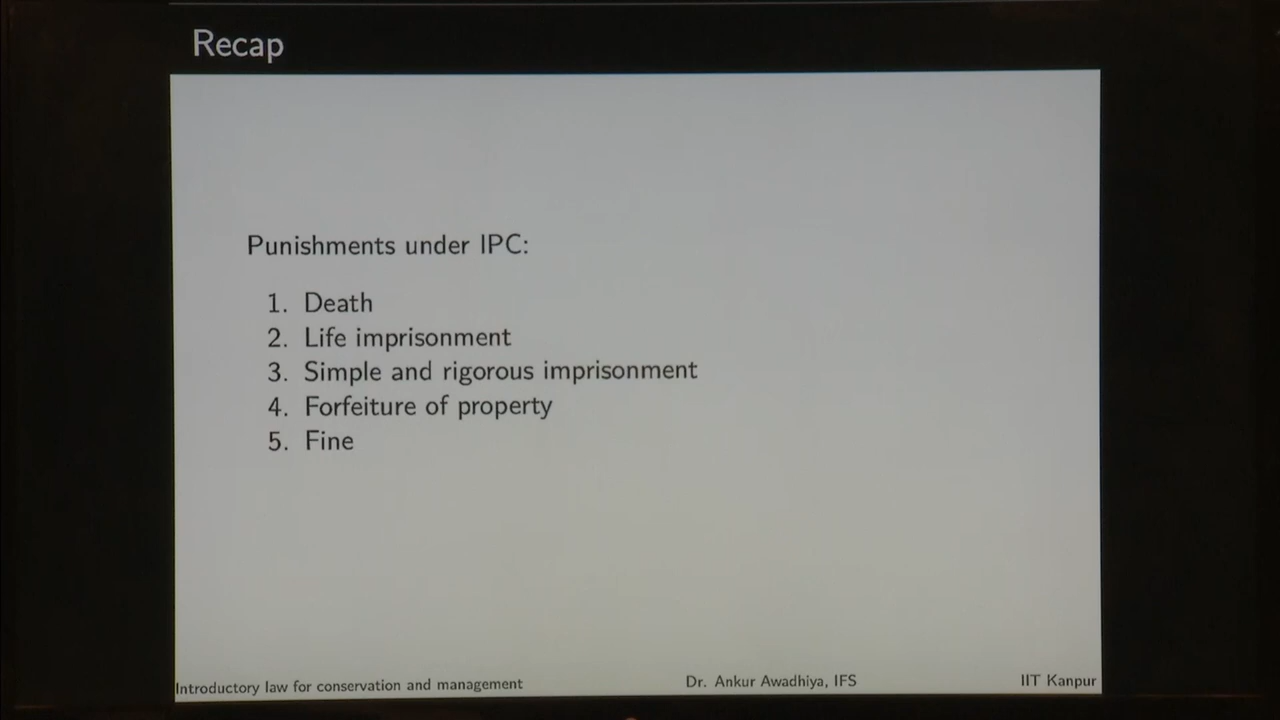 Recap
Punishments under IPC:
1. Death
2. Life imprisonment
3. Simple and rigorous imprisonment
4. Forfeiture of property
5. Fine
Introductory law for conservation and management Dr. Ankur Awadhiya, IFS IIT Kanpur